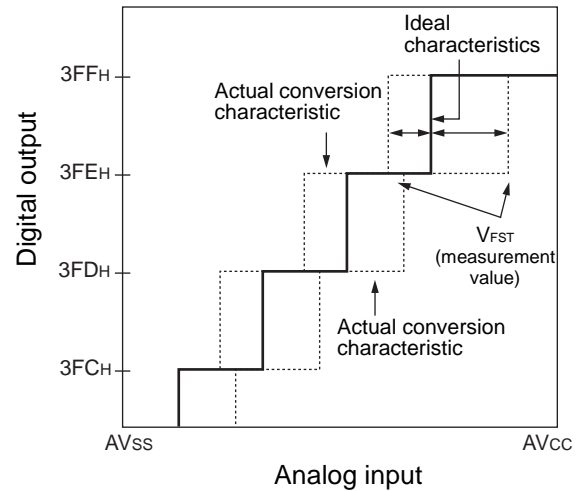 Ideal
characteristics
3FFH
Actual conversion
characteristic
3FEH
Digital output
VFST
(measurement
value)
3FDH
Actual conversion
characteristic
3FCH
AVSS
AVCC
Analog input